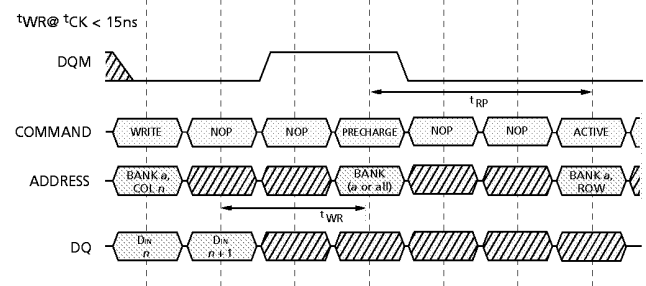 tWR@ tCK < 15ns
DQM
tRP
COMMAND
WRITE NOP NOP PRECHARGE NOP NOP ACTIVE
ADDRESS
BANK a,
COL n
BANK
(a or all)
BANK a,
ROW
tWR
DQ
DIN
n
DIN
n + 1